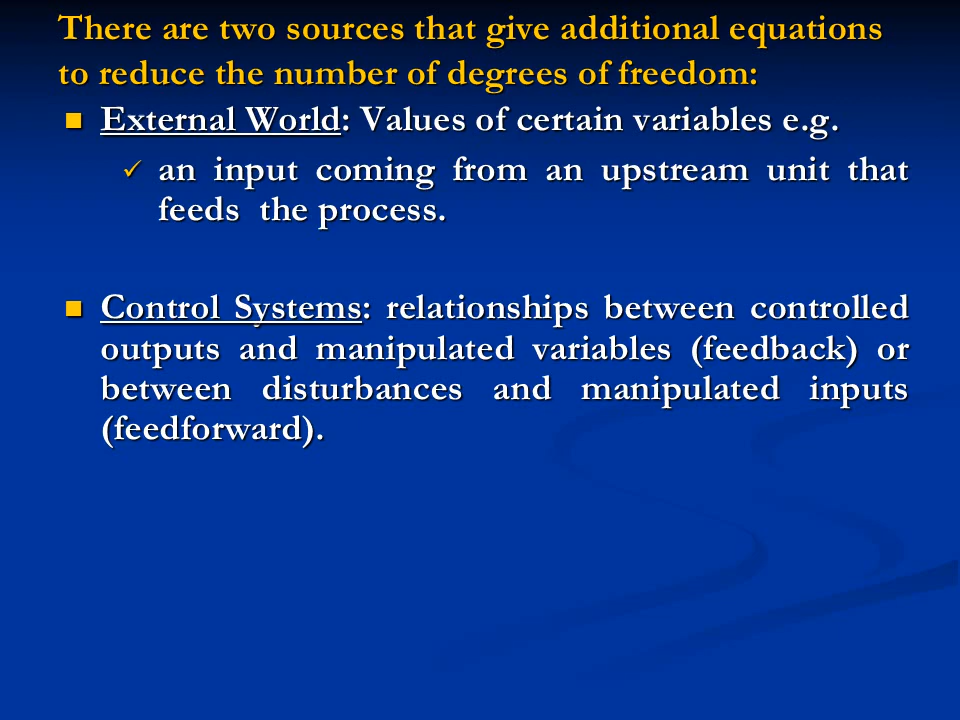 There are two sources that give additional equations
to reduce the number of degrees of freedom:
External World: Values of certain variables e.g.
an input coming from an upstream unit that
feeds the process.
Control Systems: relationships between controlled
outputs and manipulated variables (feedback) or
between disturbances and manipulated inputs
(feedforward).